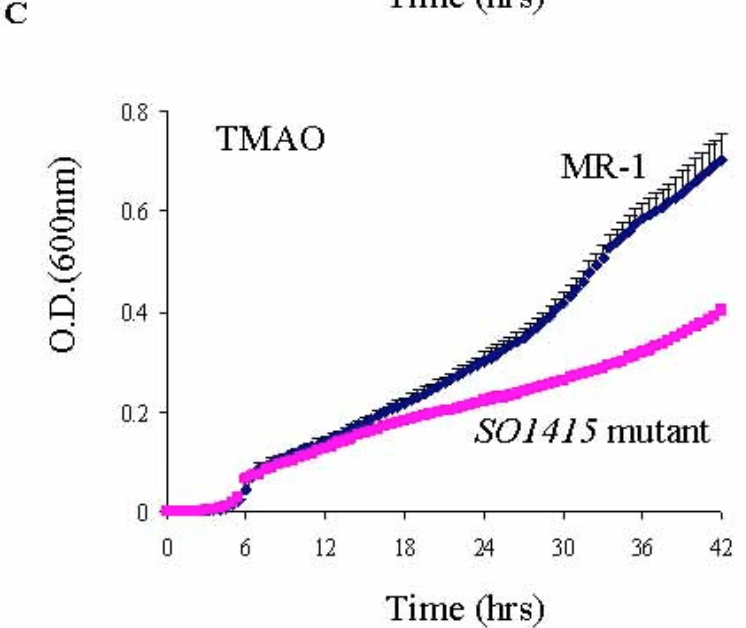 Time (hrs)
C
0.8
TMAO
MR-1
0.6
O.D.(600nm)
0.4
0.2
SO1415 mutant
0
0 6 12 18 24 30 36 42
Time (hrs)